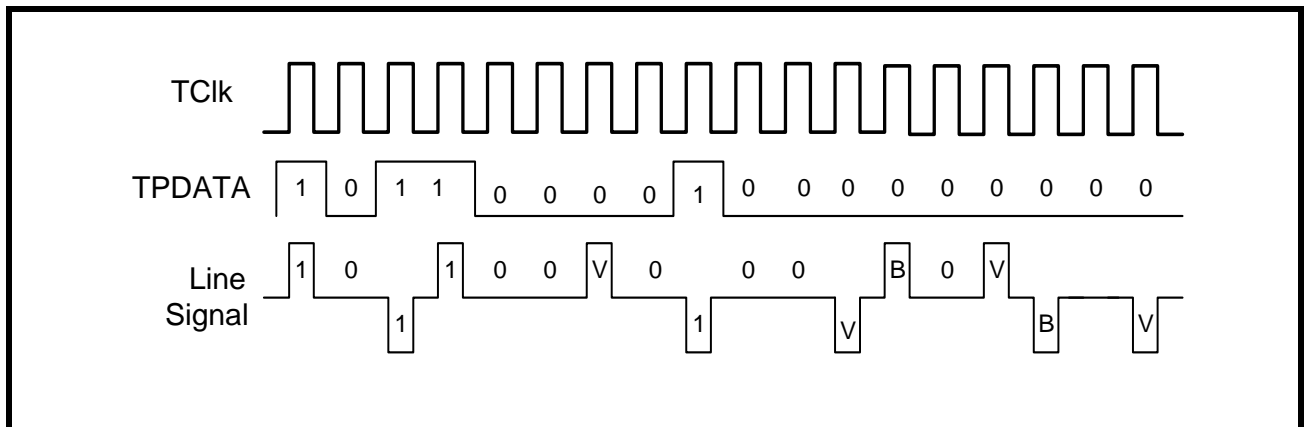 TClk
TPDATA 1 0 1 1 0 0 0 0 1 0 0 0 0 0 0 0 0 0
Line Signal
1 0 1 0 0 V 0 0 0 B 0 V
1 1 V B V